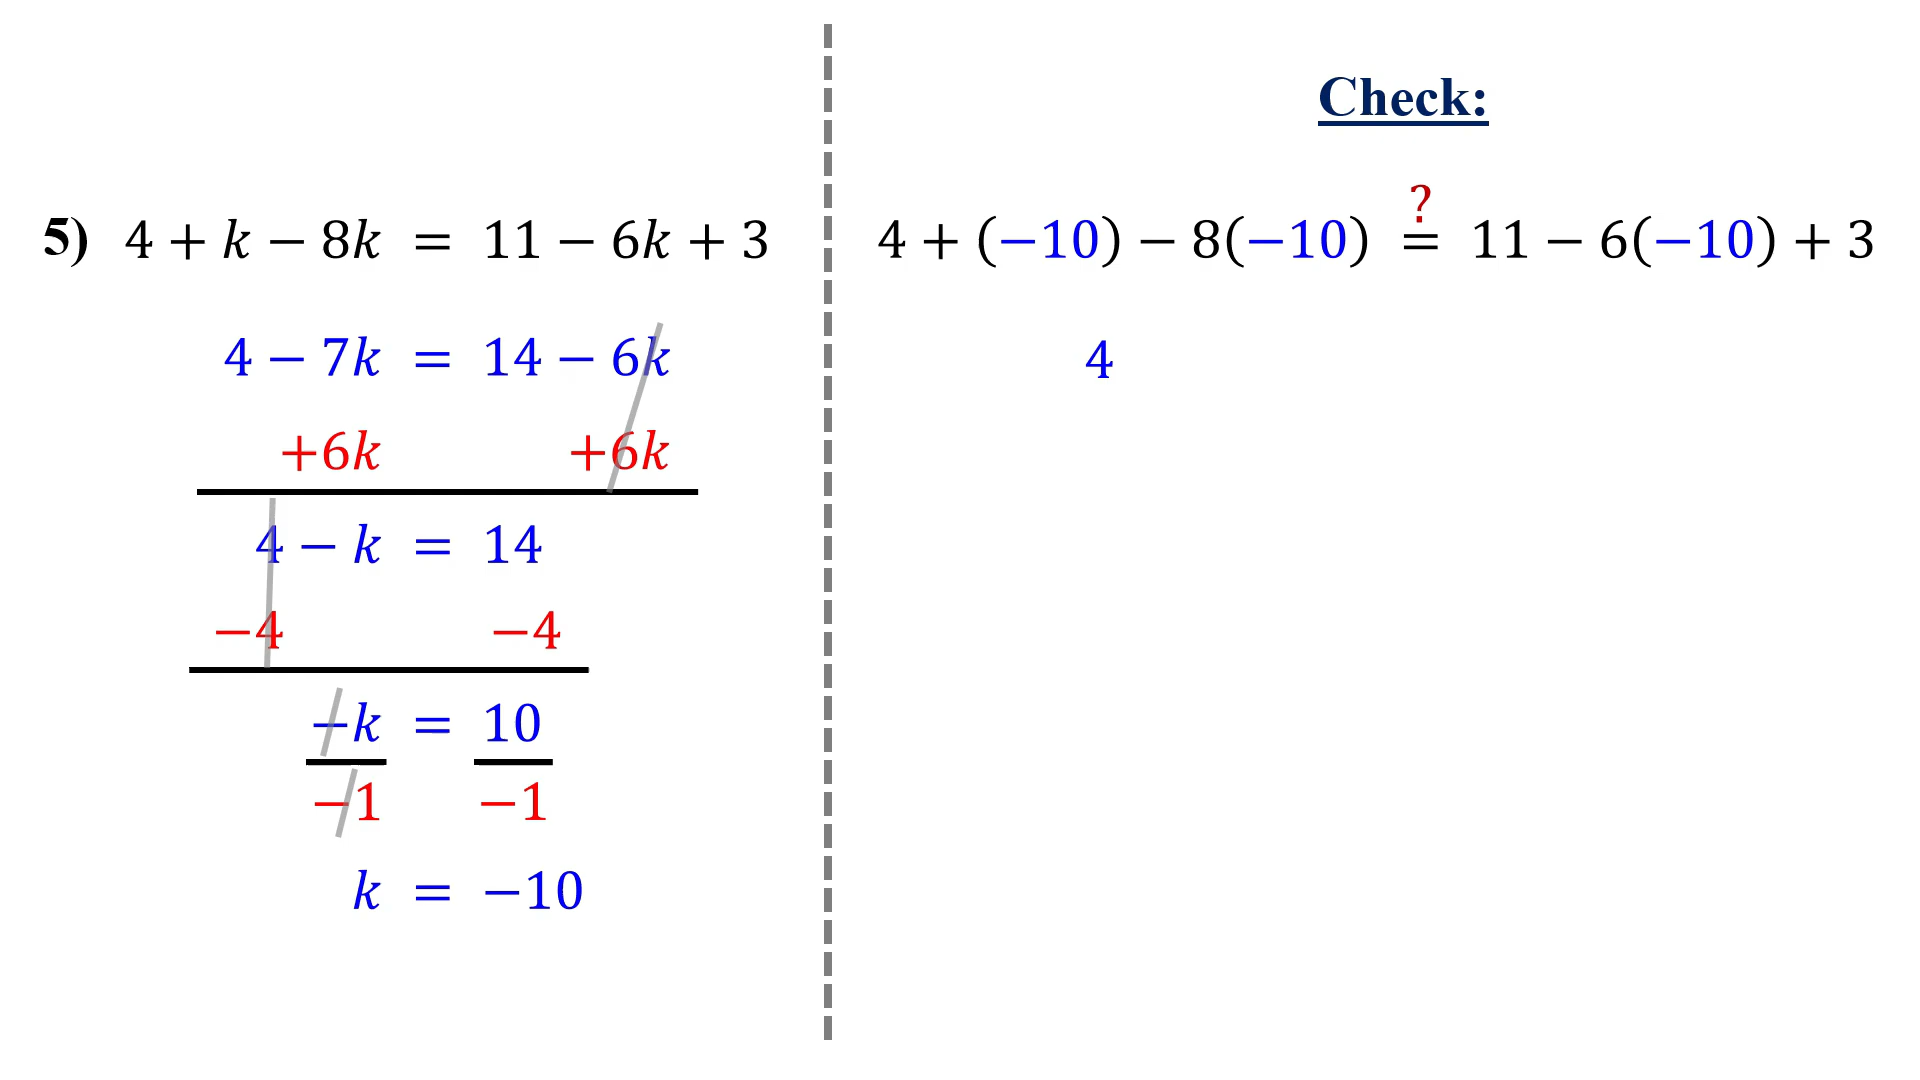 5) 4 + k − 8k = 11 − 6k + 3
4 − 7k = 14 − 6k
+6k +6k
4 − k = 14
−4 −4
−k = 10
−1 −1
k = −10
Check:
?
4 + (−10) − 8(−10) = 11 − 6(−10) + 3
4